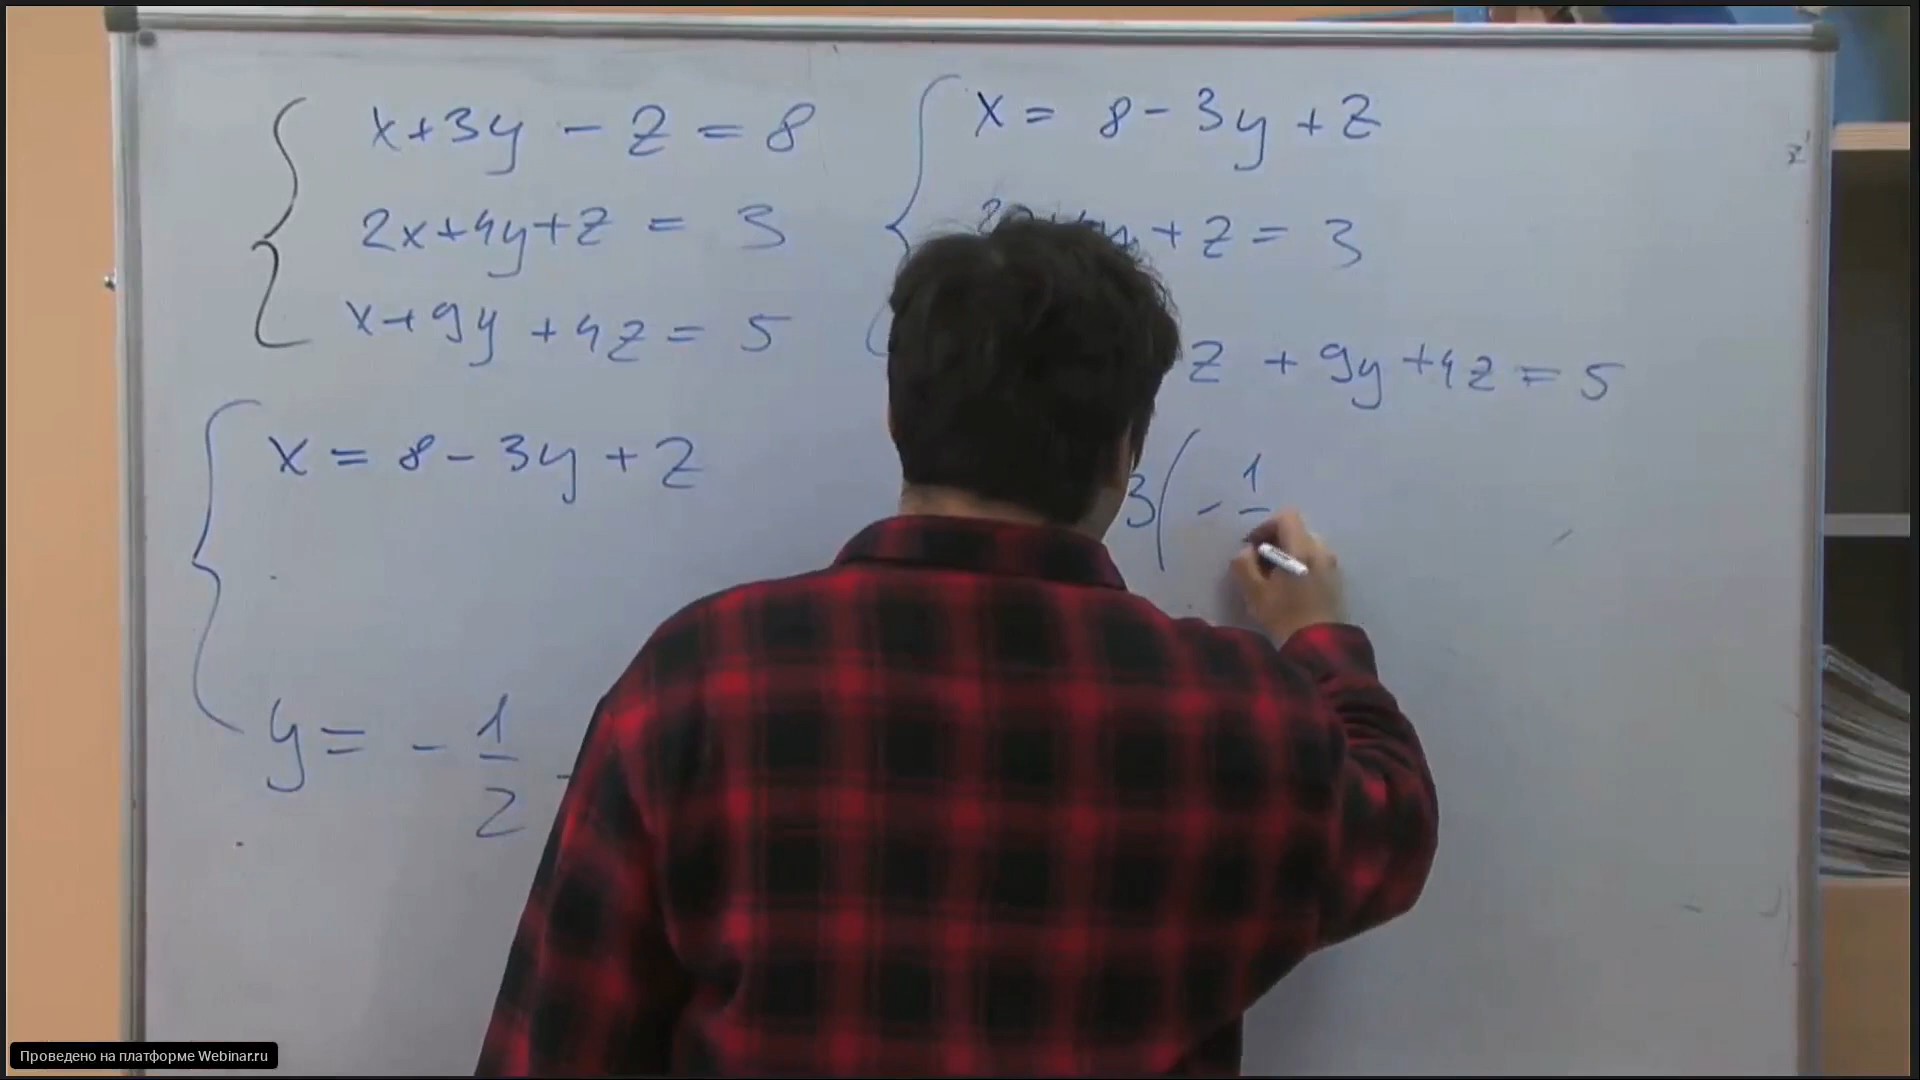 x+3y - z = 8
2x+4y+z = 3
x+9y + 4z = 5
x = 8 - 3y + z
+ z = 3
z + 9y + 4z = 5
x = 8 - 3y + z
3( - 1
y = - 1/2
Проведено на платформе Webinar.ru